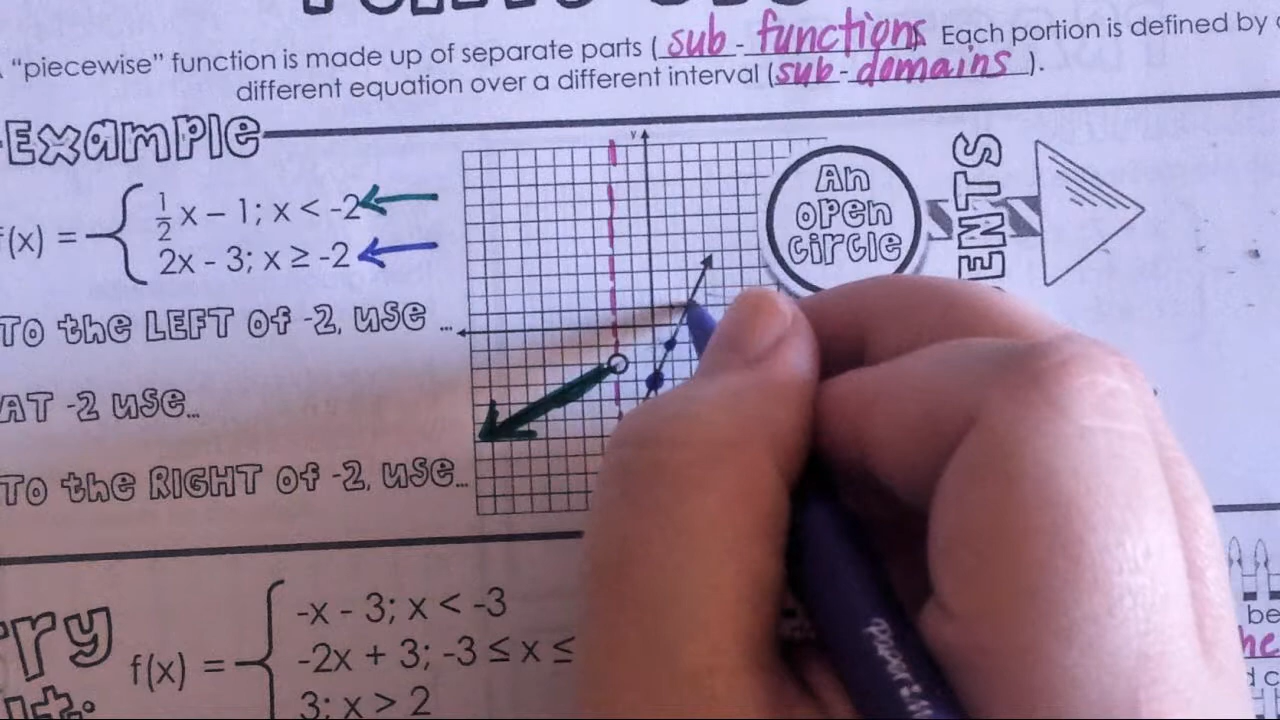 "piecewise" function is made up of separate parts (sub-functions). Each portion is defined by
different equation over a different interval (sub-domains).
Example
f(x) =
1/2 x – 1; x < -2
2x - 3; x ≥ -2
y
An
open
circle
TO the LEFT OF -2, use ...
AT -2 use...
TO the RIGHT OF -2, use...
f(x) =
-x - 3; x < -3
-2x + 3; -3 ≤ x ≤
3; x > 2